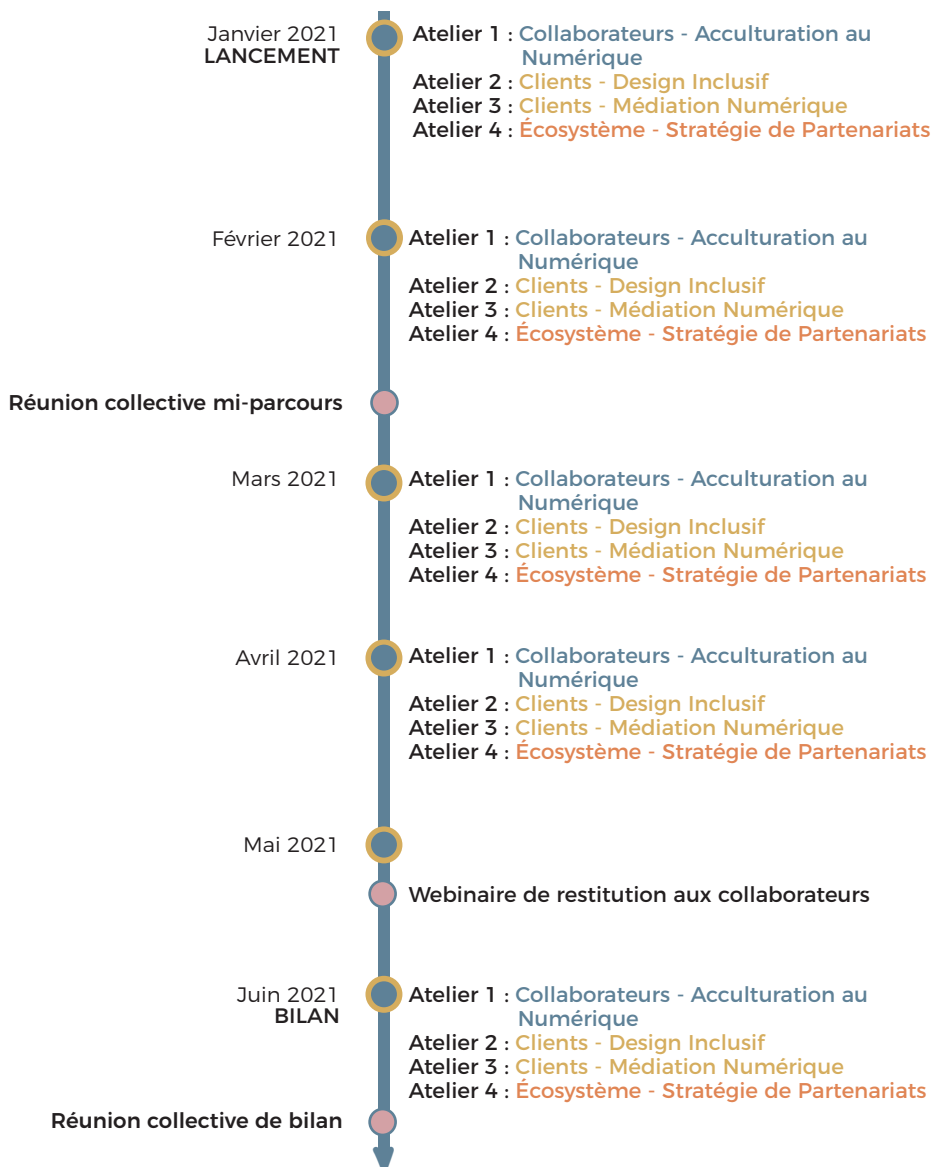 Janvier 2021
LANCEMENT
Atelier 1 : Collaborateurs - Acculturation au
Numérique
Atelier 2 : Clients - Design Inclusif
Atelier 3 : Clients - Médiation Numérique
Atelier 4 : Écosystème - Stratégie de Partenariats
Février 2021
Atelier 1 : Collaborateurs - Acculturation au
Numérique
Atelier 2 : Clients - Design Inclusif
Atelier 3 : Clients - Médiation Numérique
Atelier 4 : Écosystème - Stratégie de Partenariats
Réunion collective mi-parcours
Mars 2021
Atelier 1 : Collaborateurs - Acculturation au
Numérique
Atelier 2 : Clients - Design Inclusif
Atelier 3 : Clients - Médiation Numérique
Atelier 4 : Écosystème - Stratégie de Partenariats
Avril 2021
Atelier 1 : Collaborateurs - Acculturation au
Numérique
Atelier 2 : Clients - Design Inclusif
Atelier 3 : Clients - Médiation Numérique
Atelier 4 : Écosystème - Stratégie de Partenariats
Mai 2021
Webinaire de restitution aux collaborateurs
Juin 2021
BILAN
Atelier 1 : Collaborateurs - Acculturation au
Numérique
Atelier 2 : Clients - Design Inclusif
Atelier 3 : Clients - Médiation Numérique
Atelier 4 : Écosystème - Stratégie de Partenariats
Réunion collective de bilan